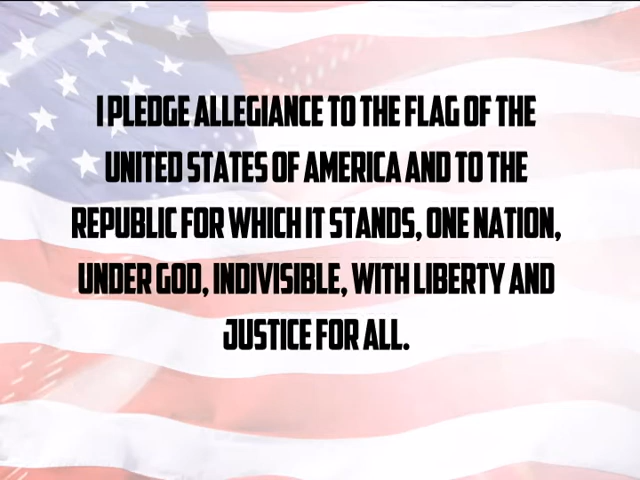 I PLEDGE ALLEGIANCE TO THE FLAG OF THE
UNITED STATES OF AMERICA AND TO THE
REPUBLIC FOR WHICH IT STANDS, ONE NATION,
UNDER GOD, INDIVISIBLE, WITH LIBERTY AND
JUSTICE FOR ALL.